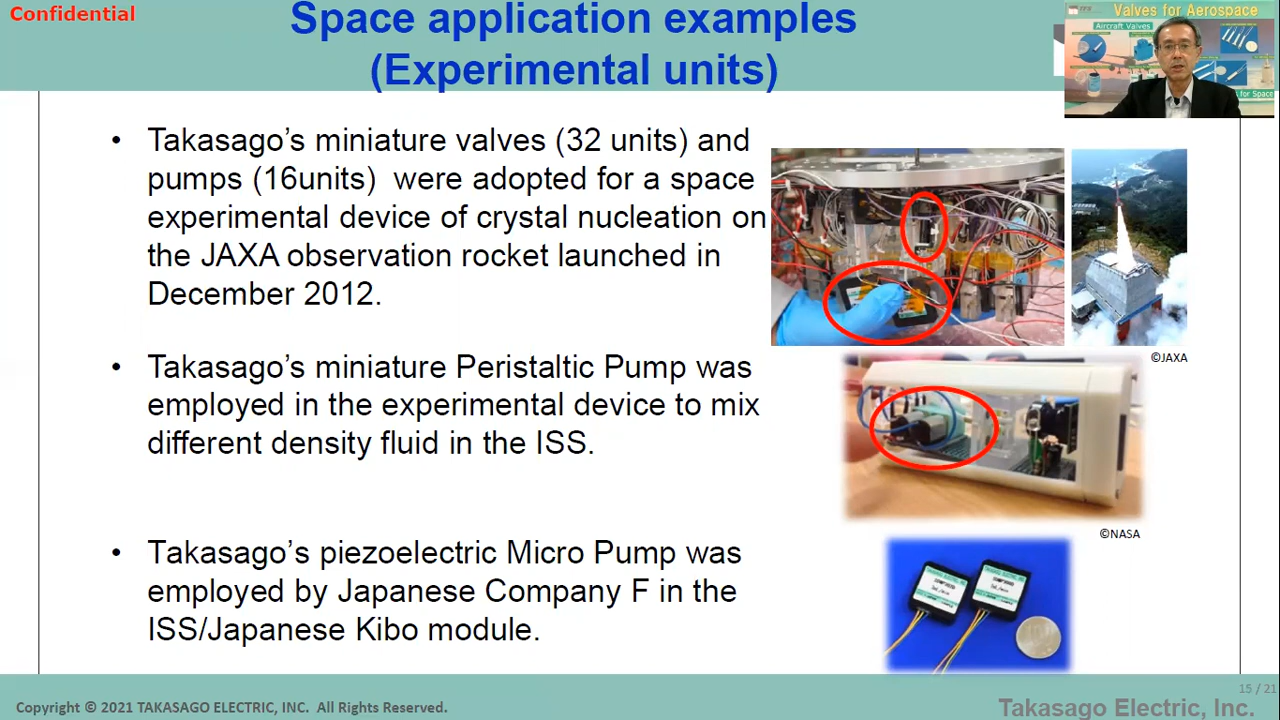 Confidential
Space application examples
(Experimental units)
Valves for Aerospace
Aircraft Valves
s for Space
• Takasago's miniature valves (32 units) and
pumps (16units) were adopted for a space
experimental device of crystal nucleation on
the JAXA observation rocket launched in
December 2012.
©JAXA
• Takasago's miniature Peristaltic Pump was
employed in the experimental device to mix
different density fluid in the ISS.
©NASA
• Takasago's piezoelectric Micro Pump was
employed by Japanese Company F in the
ISS/Japanese Kibo module.
15 / 21
Copyright © 2021 TAKASAGO ELECTRIC, INC. All Rights Reserved.
Takasago Electric, Inc.